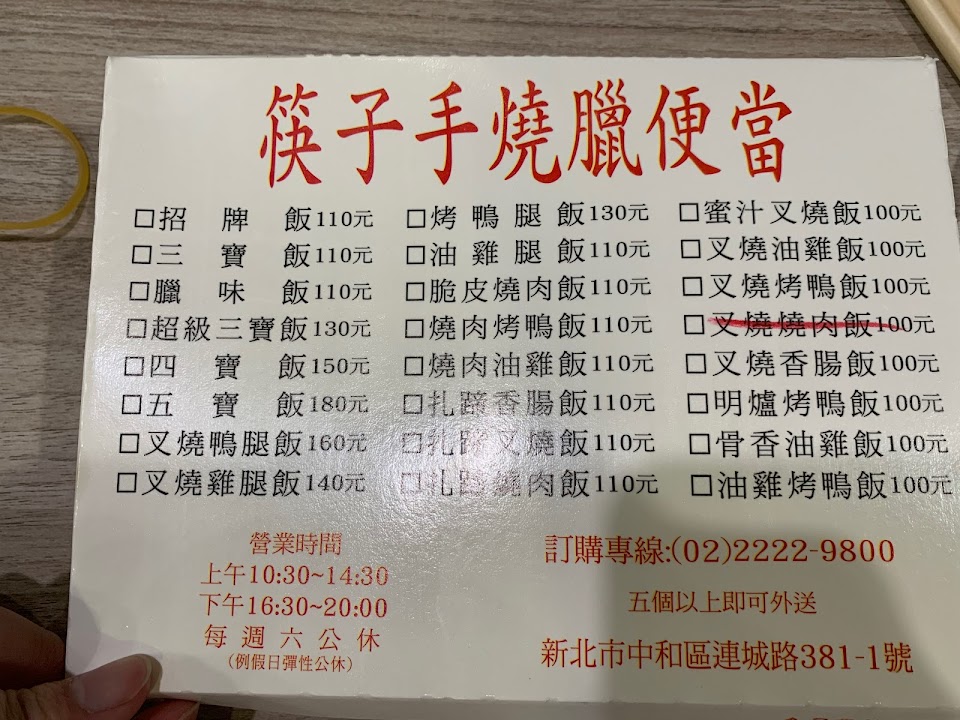 筷子手燒臘便當
□招牌飯110元
□三寶飯110元
□臘味飯110元
□超級三寶飯130元
□四寶飯150元
□五寶飯180元
□叉燒鴨腿飯160元
□叉燒雞腿飯140元
□烤鴨腿飯130元
□油雞腿飯110元
□脆皮燒肉飯110元
□燒肉烤鴨飯110元
□燒肉油雞飯110元
□扎蹄香腸飯110元
□扎蹄叉燒飯110元
□扎蹄燒肉飯110元
□蜜汁叉燒飯100元
□叉燒油雞飯100元
□叉燒烤鴨飯100元
□叉燒燒肉飯100元
□叉燒香腸飯100元
□明爐烤鴨飯100元
□骨香油雞飯100元
□油雞烤鴨飯100元
營業時間
上午10:30~14:30
下午16:30~20:00
每週六公休
(例假日彈性公休)
訂購專線:(02)2222-9800
五個以上即可外送
新北市中和區連城路381-1號